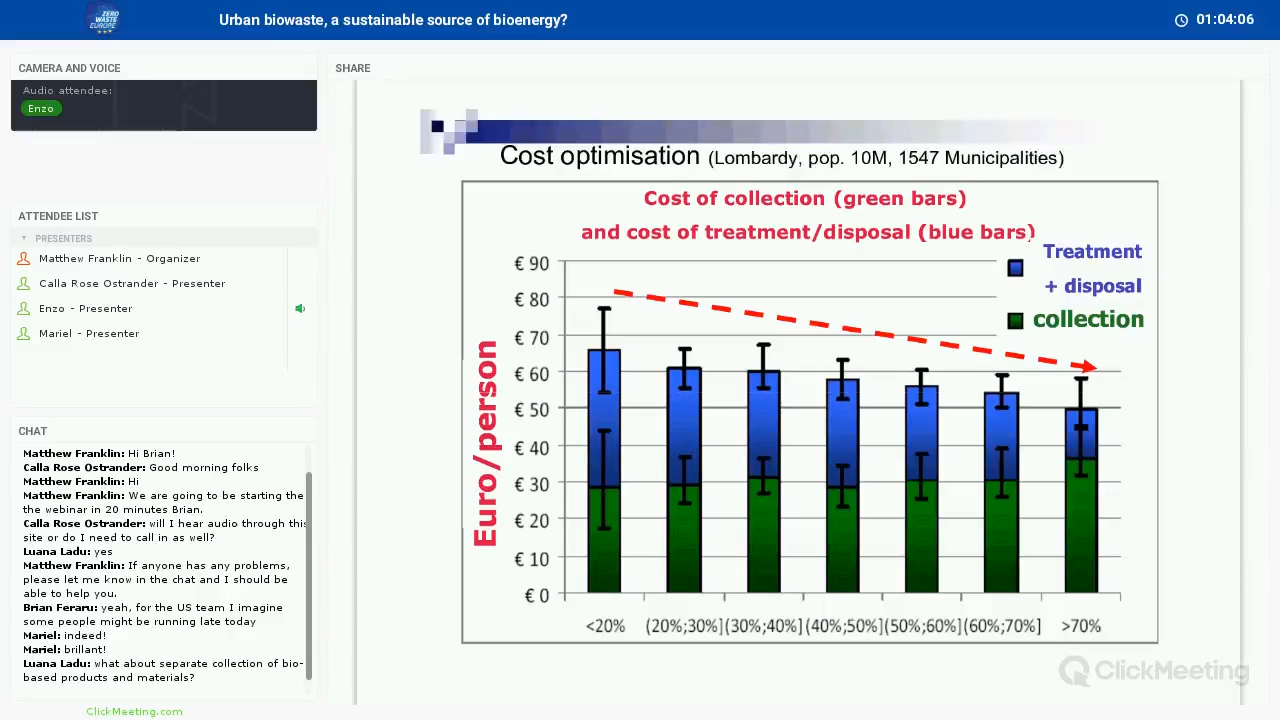 ZERO WASTE EUROPE
Urban biowaste, a sustainable source of bioenergy?
01:04:06
CAMERA AND VOICE
Audio attendee:
Enzo
ATTENDEE LIST
PRESENTERS
Matthew Franklin - Organizer
Calla Rose Ostrander - Presenter
Enzo - Presenter
Mariel - Presenter
CHAT
Matthew Franklin: Hi Brian!
Calla Rose Ostrander: Good morning folks
Matthew Franklin: Hi
Matthew Franklin: We are going to be starting the
the webinar in 20 minutes Brian.
Calla Rose Ostrander: will I hear audio through this
site or do I need to call in as well?
Luana Ladu: yes
Matthew Franklin: If anyone has any problems,
please let me know in the chat and I should be
able to help you.
Brian Feraru: yeah, for the US team I imagine
some people might be running late today
Mariel: indeed!
Mariel: brillant!
Luana Ladu: what about separate collection of bio-
based products and materials?
ClickMeeting.com
SHARE
Cost optimisation (Lombardy, pop. 10M, 1547 Municipalities)
Cost of collection (green bars)
and cost of treatment/disposal (blue bars)
Treatment
+ disposal
collection
Euro/person
€ 90
€ 80
€ 70
€ 60
€ 50
€ 40
€ 30
€ 20
€ 10
€ 0
<20% (20%;30%] (30%;40%] (40%;50%] (50%;60%] (60%;70%] >70%
ClickMeeting